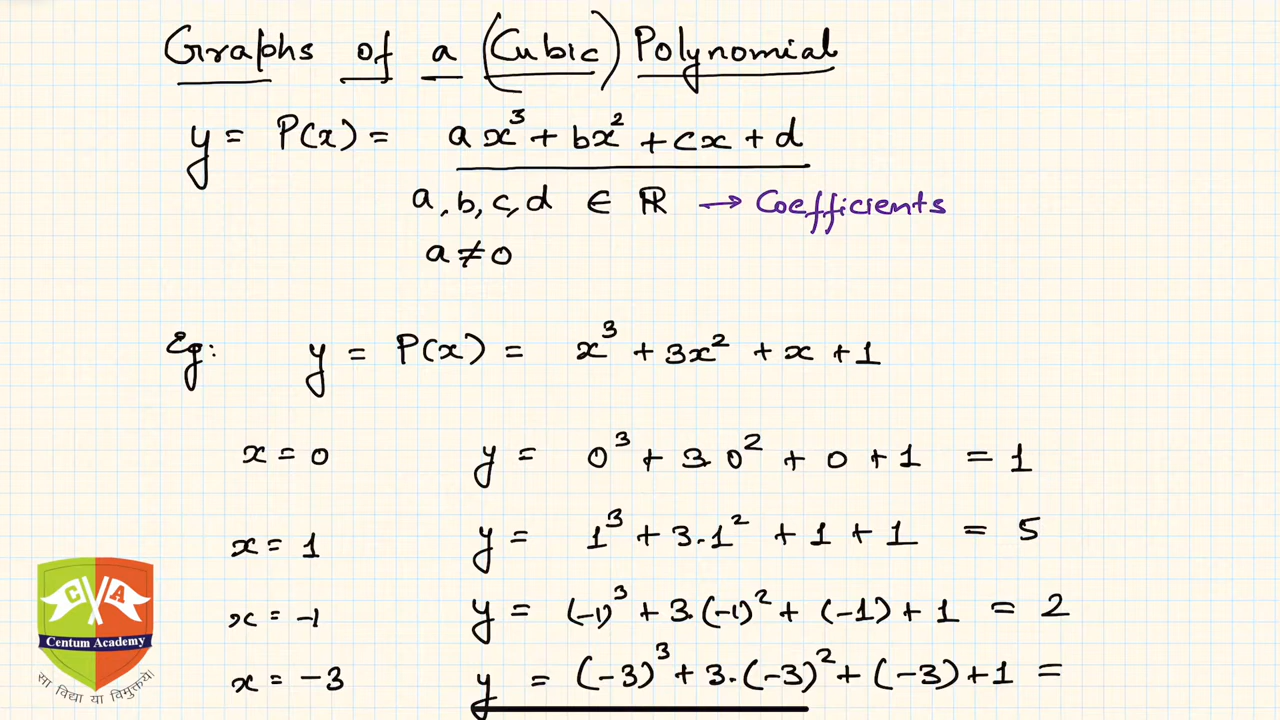 Graphs of a (Cubic) Polynomial
y = P(x) = ax³ + bx² + cx + d
a, b, c, d ∈ ℝ → Coefficients
a ≠ 0
Eg: y = P(x) = x³ + 3x² + x + 1
x = 0 y = 0³ + 3.0² + 0 + 1 = 1
x = 1 y = 1³ + 3.1² + 1 + 1 = 5
x = -1 y = (-1)³ + 3.(-1)² + (-1) + 1 = 2
x = -3 y = (-3)³ + 3.(-3)² + (-3) + 1 =
C A
Centum Academy
सा विद्या या विमुक्तये